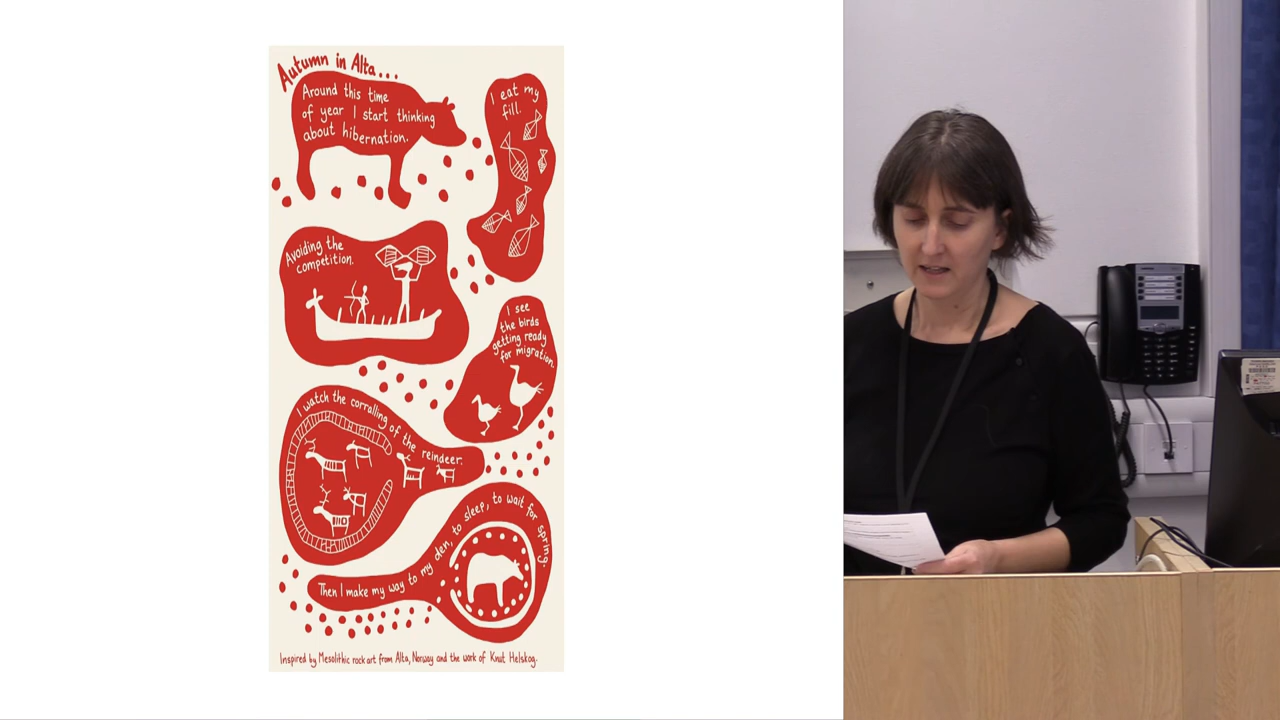 Autumn in Alta...
Around this time
of year I start thinking
about hibernation.
I eat my
fill.
Avoiding the
competition.
I see
the birds
getting ready
for migration
I watch the corralling of the reindeer.
Then I make my way to my den, to sleep, to wait for spring.
Inspired by Mesolithic rock art from Alta, Norway and the work of Knut Helskog.